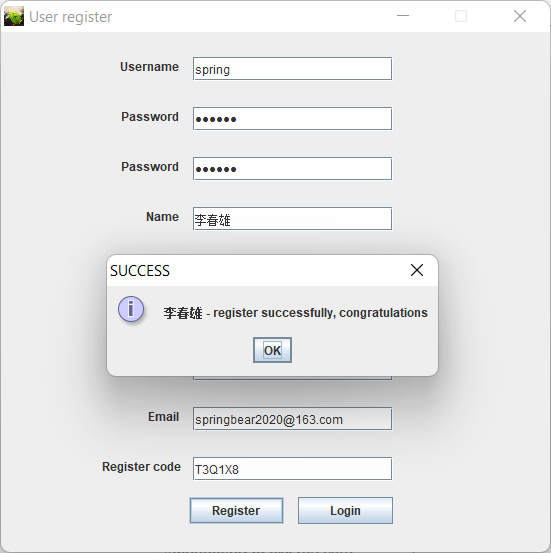 User register
Username
spring
Password
••••••
Password
••••••
Name
李春雄
SUCCESS
李春雄 - register successfully, congratulations
OK
Email
springbear2020@163.com
Register code
T3Q1X8
Register
Login